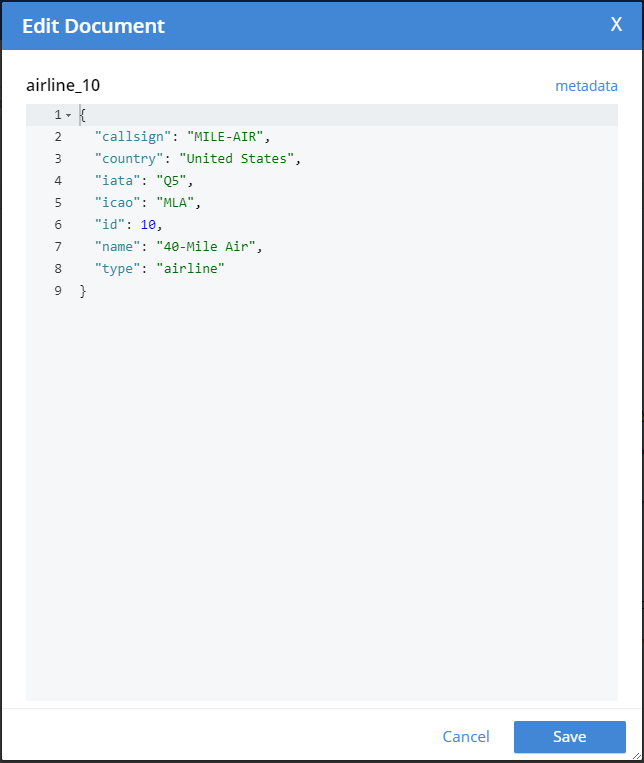 Edit Document X
airline_10 metadata
1 {
2 "callsign": "MILE-AIR",
3 "country": "United States",
4 "iata": "Q5",
5 "icao": "MLA",
6 "id": 10,
7 "name": "40-Mile Air",
8 "type": "airline"
9 }
Cancel Save